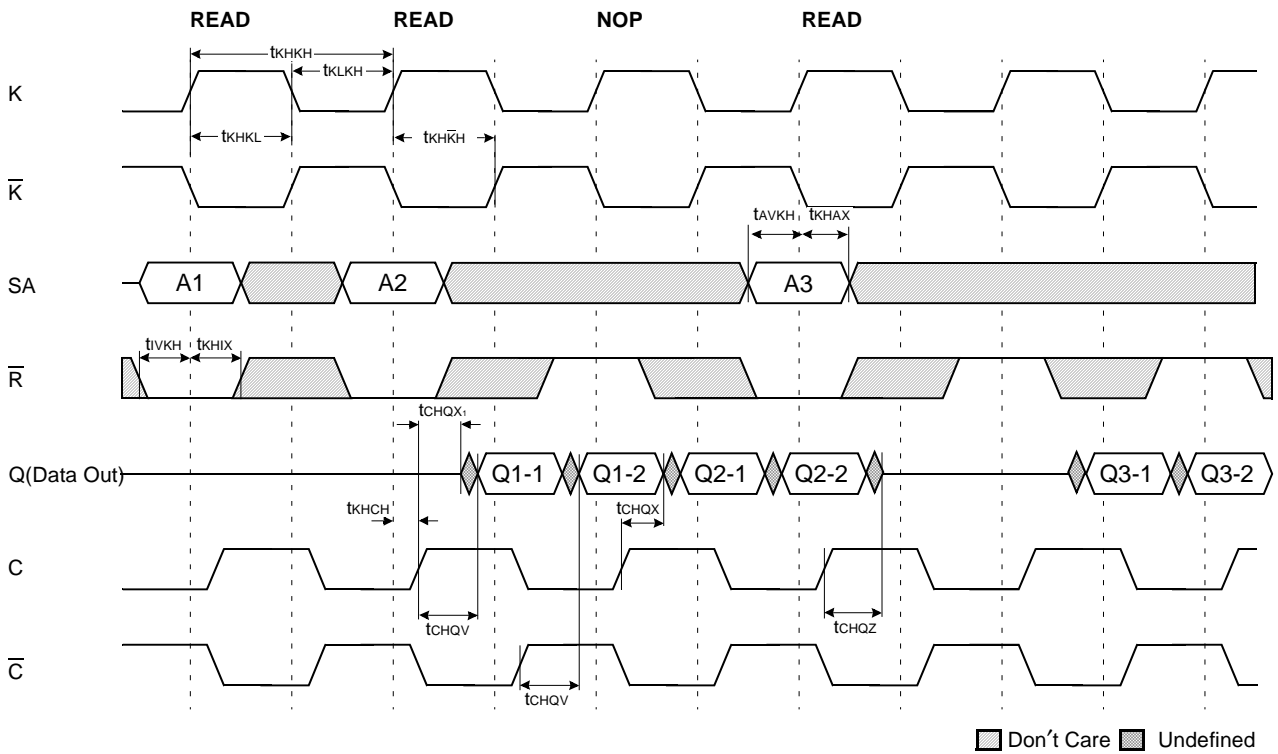 READ READ NOP READ
tKHKH
tKLKH
K
tKHKL tKHK̅H
K̅
tAVKH tKHAX
SA A1 A2 A3
tIVKH tKHIX
R̅
tCHQX1
Q(Data Out) Q1-1 Q1-2 Q2-1 Q2-2 Q3-1 Q3-2
tKHCH tCHQX
C
tCHQV tCHQZ
C̅
tCHQV
Don′t Care Undefined